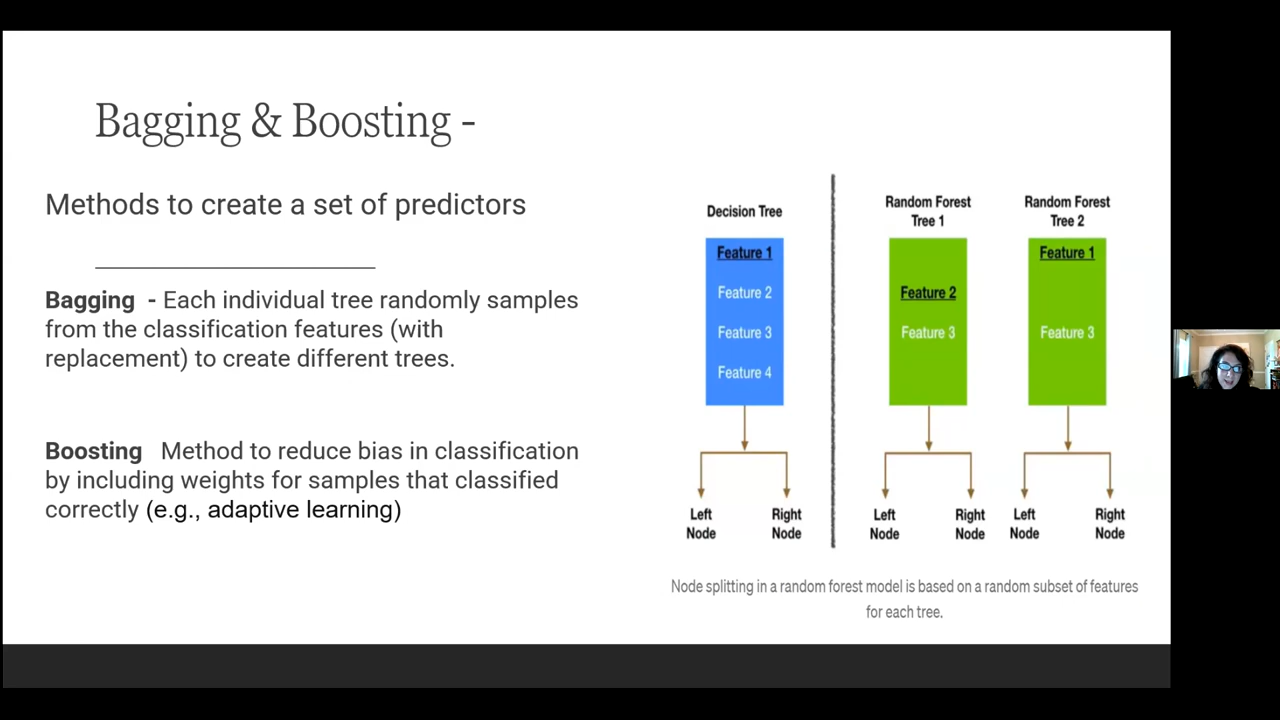 Bagging & Boosting -
Methods to create a set of predictors
Bagging - Each individual tree randomly samples
from the classification features (with
replacement) to create different trees.
Boosting Method to reduce bias in classification
by including weights for samples that classified
correctly (e.g., adaptive learning)
Decision Tree
Feature 1
Feature 2
Feature 3
Feature 4
Left
Node
Right
Node
Random Forest
Tree 1
Feature 2
Feature 3
Left
Node
Right
Node
Random Forest
Tree 2
Feature 1
Feature 3
Left
Node
Right
Node
Node splitting in a random forest model is based on a random subset of features
for each tree.